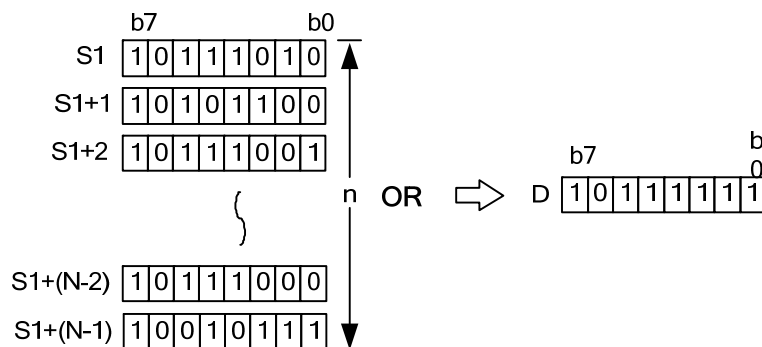 b7 b0
S1 1 0 1 1 1 0 1 0
S1+1 1 0 1 0 1 1 0 0
S1+2 1 0 1 1 1 0 0 1
n OR D b7 b0 1 0 1 1 1 1 1 1
S1+(N-2) 1 0 1 1 1 0 0 0
S1+(N-1) 1 0 0 1 0 1 1 1